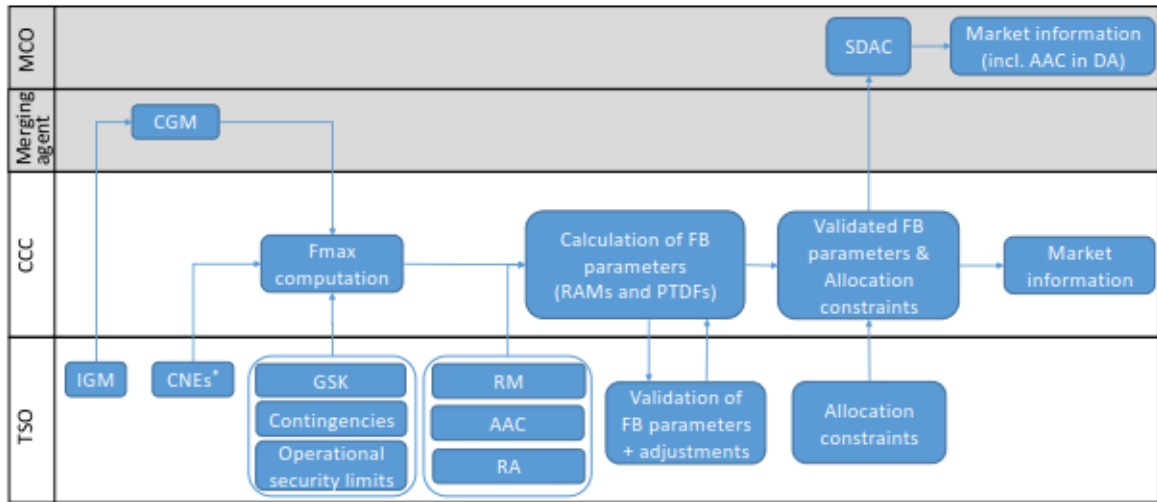 MCO
SDAC
Market information
(incl. AAC in DA)
Merging
agent
CGM
CCC
Fmax
computation
Calculation of FB
parameters
(RAMs and PTDFs)
Validated FB
parameters &
Allocation
constraints
Market
information
TSO
IGM
CNEs*
GSK
Contingencies
Operational
security limits
RM
AAC
RA
Validation of
FB parameters
+ adjustments
Allocation
constraints